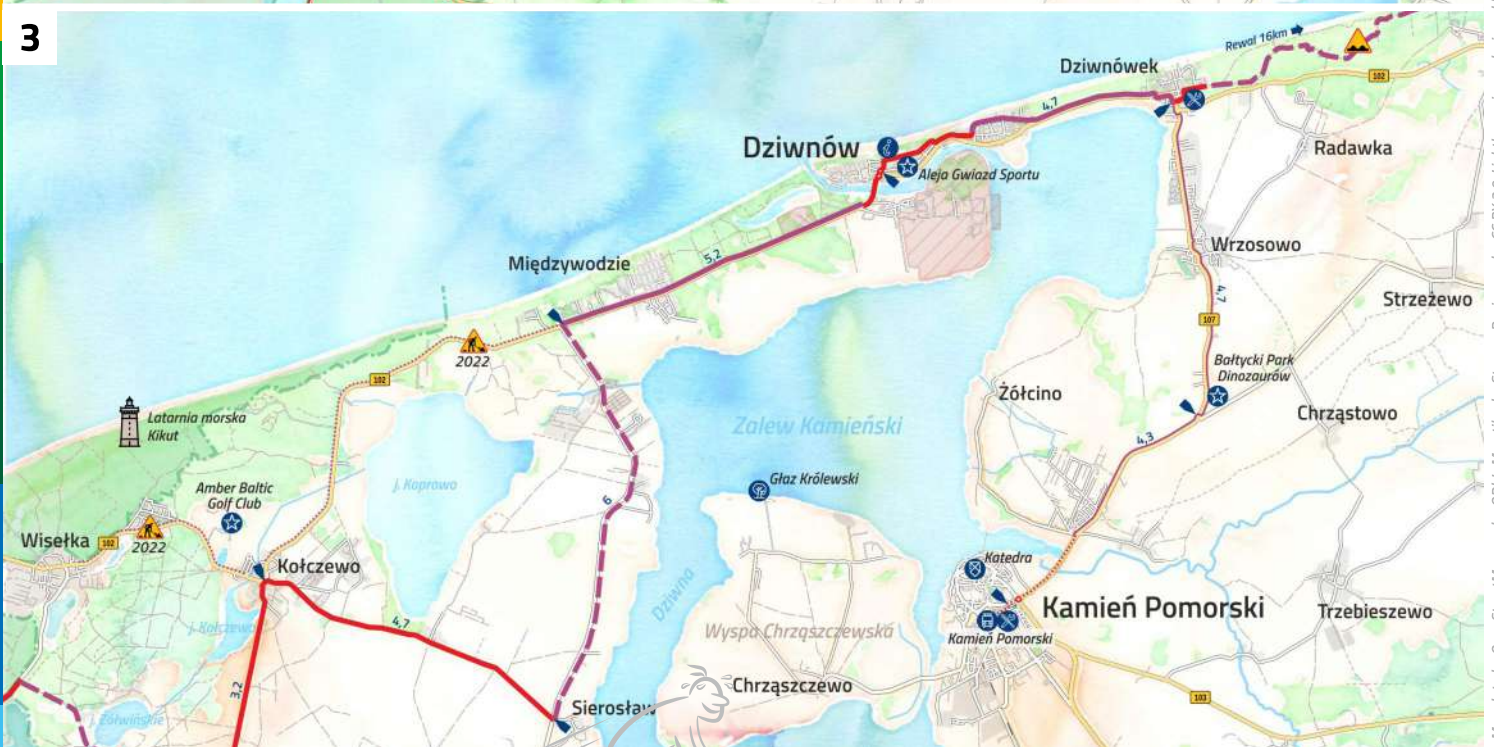 3
Rewal 16km
Dziwnówek
102
4,7
Dziwnów
Radawka
Aleja Gwiazd Sportu
Międzywodzie
5,2
Wrzosowo
4,7
Strzeżewo
107
2022
102
Bałtycki Park
Dinozaurów
Żółcino
Chrząstowo
Latarnia morska
Kikut
Zalew Kamieński
4,3
Amber Baltic
Golf Club
j. Koprowo
6
Głaz Królewski
Wisełka
102
2022
Kołczewo
Katedra
Dziwna
4,7
j. Kołczewo
Kamień Pomorski
Trzebieszewo
Wyspa Chrząszczewska
Kamień Pomorski
3,2
Chrząszczewo
103
Sierosław
j. Żółwińskie